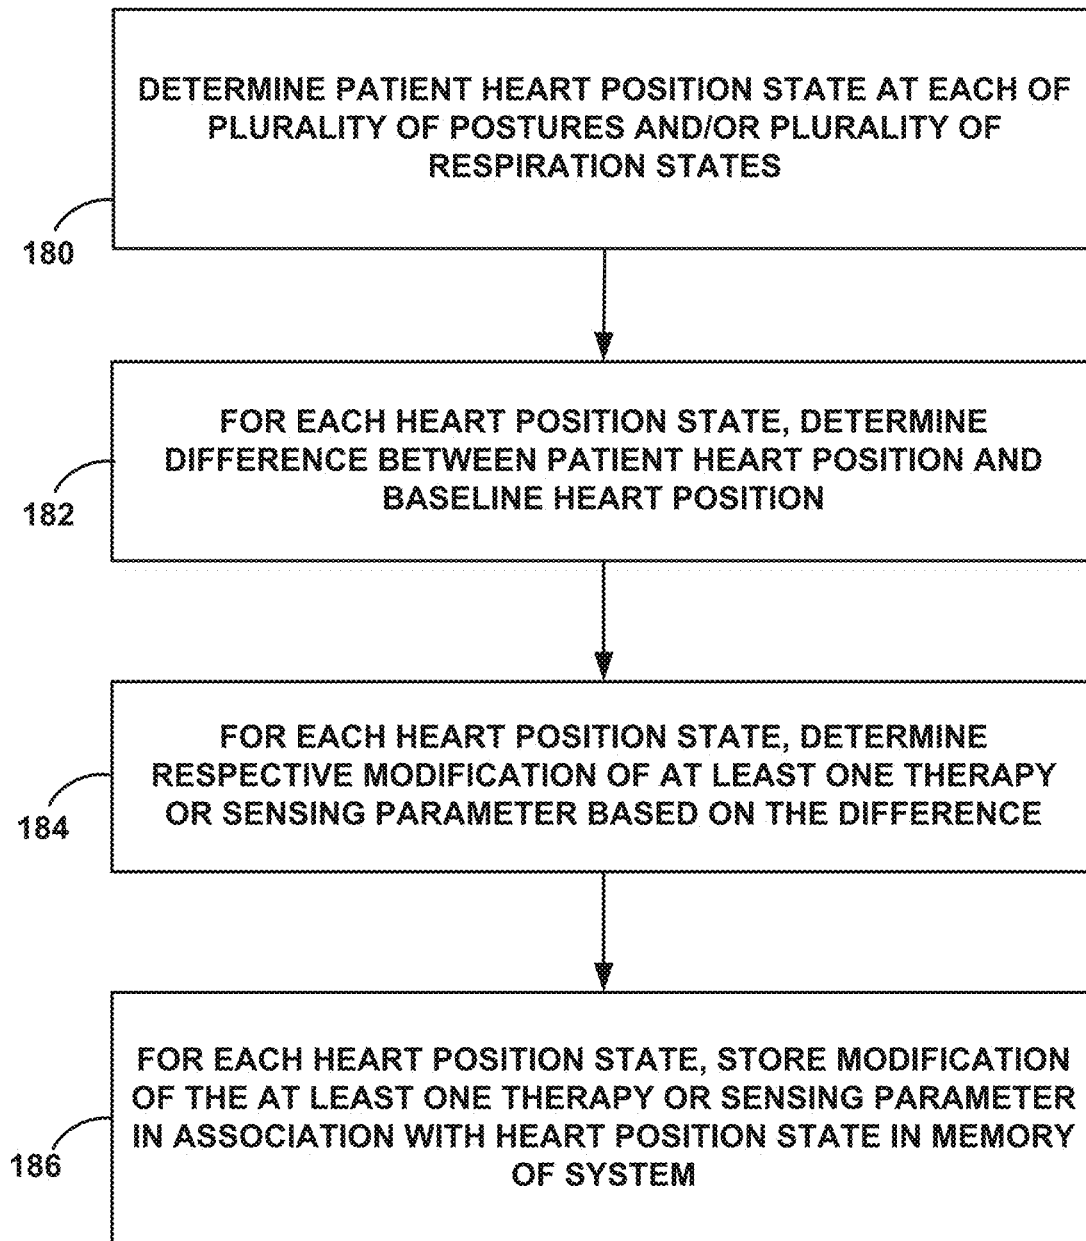 DETERMINE PATIENT HEART POSITION STATE AT EACH OF
PLURALITY OF POSTURES AND/OR PLURALITY OF
RESPIRATION STATES
180
FOR EACH HEART POSITION STATE, DETERMINE
DIFFERENCE BETWEEN PATIENT HEART POSITION AND
BASELINE HEART POSITION
182
FOR EACH HEART POSITION STATE, DETERMINE
RESPECTIVE MODIFICATION OF AT LEAST ONE THERAPY
OR SENSING PARAMETER BASED ON THE DIFFERENCE
184
FOR EACH HEART POSITION STATE, STORE MODIFICATION
OF THE AT LEAST ONE THERAPY OR SENSING PARAMETER
IN ASSOCIATION WITH HEART POSITION STATE IN MEMORY
OF SYSTEM
186